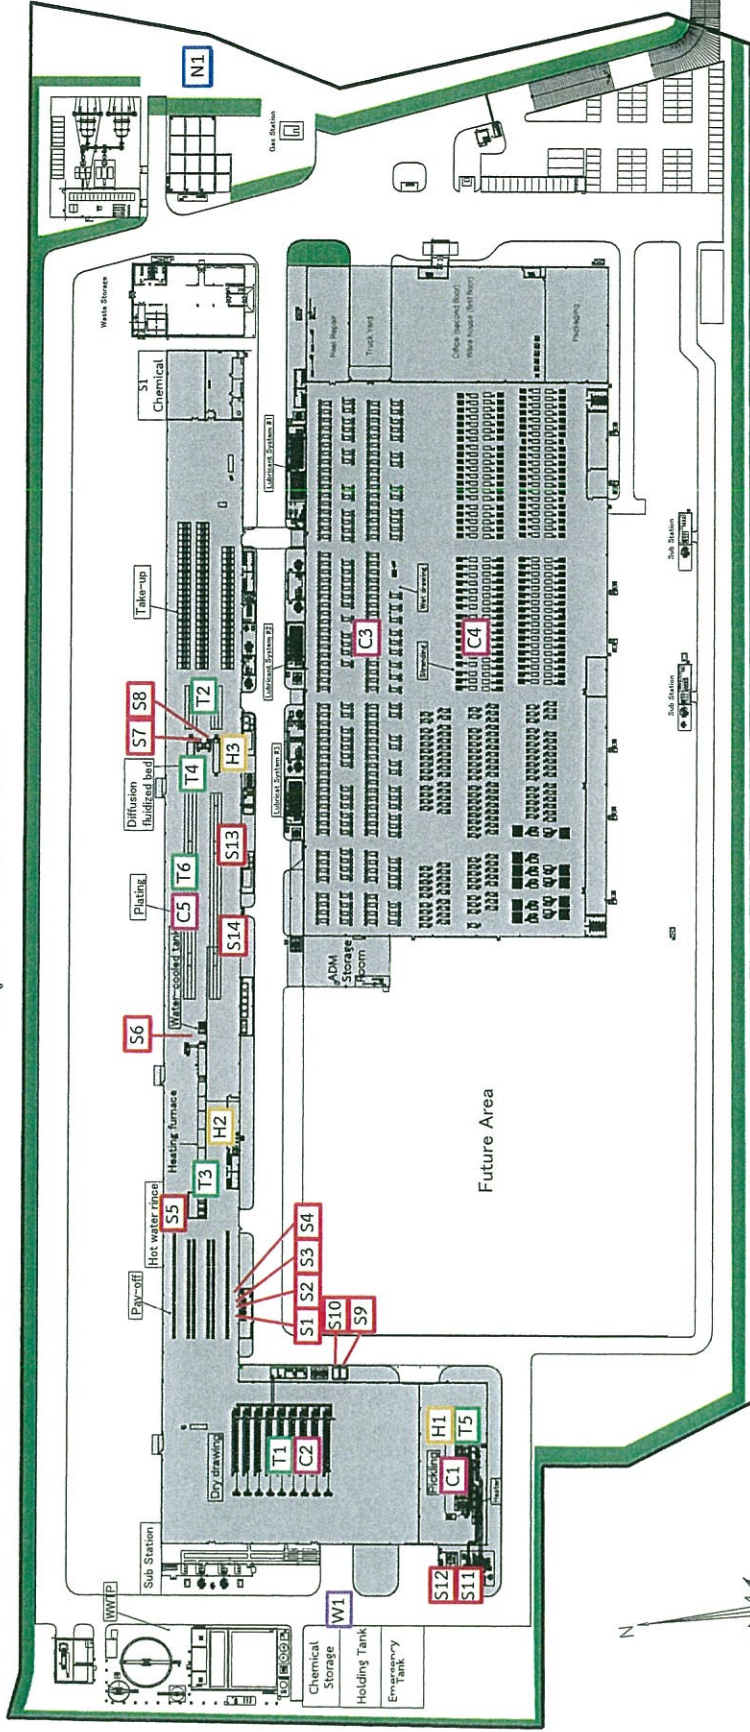 N1
Gas Station
Waste Storage
S1
Chemical
Reel Repair
Truck Yard
Office (second floor)
Ware house (first floor)
Packaging
Lubricant System #1
Take-up
Lubricant System #2
C3
Wet drawing
C4
Stranding
Sub Station
S8
S7
T2
T4
H3
Diffusion
fluidized bed
Lubricat System #3
Sub Station
Plating
T6
C5
S13
S14
Water-cooled tank
ADM
Storage
Room
S6
Heating furnace
H2
T3
S5
Hot water rince
Pay-off
Future Area
S4
S3
S2
S1
S10
S9
Dry drawing
T1
C2
H1
T5
Pickling
C1
Heater
S12
S11
Sub Station
WWTP
W1
Chemical
Storage
Holding Tank
Emergency
Tank
N